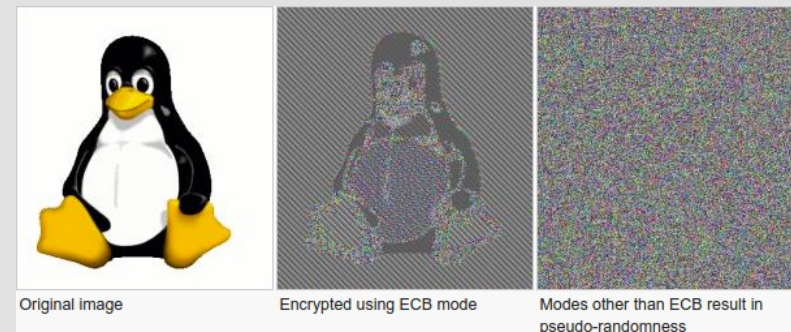 Original image
Encrypted using ECB mode
Modes other than ECB result in
pseudo-randomness